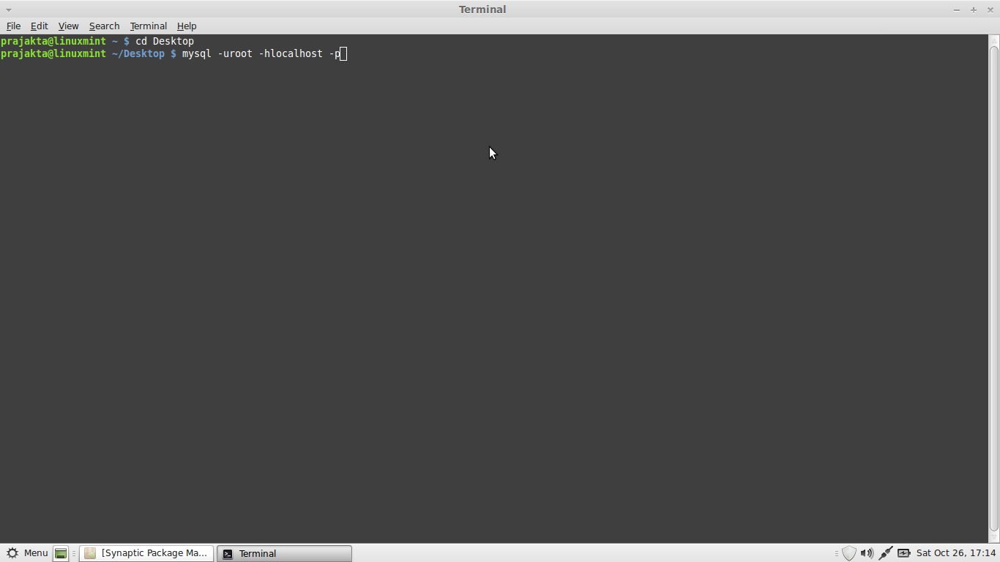 Terminal
File Edit View Search Terminal Help
prajakta@linuxmint ~ $ cd Desktop
prajakta@linuxmint ~/Desktop $ mysql -uroot -hlocalhost -p
Menu [Synaptic Package Ma... Terminal Sat Oct 26, 17:14